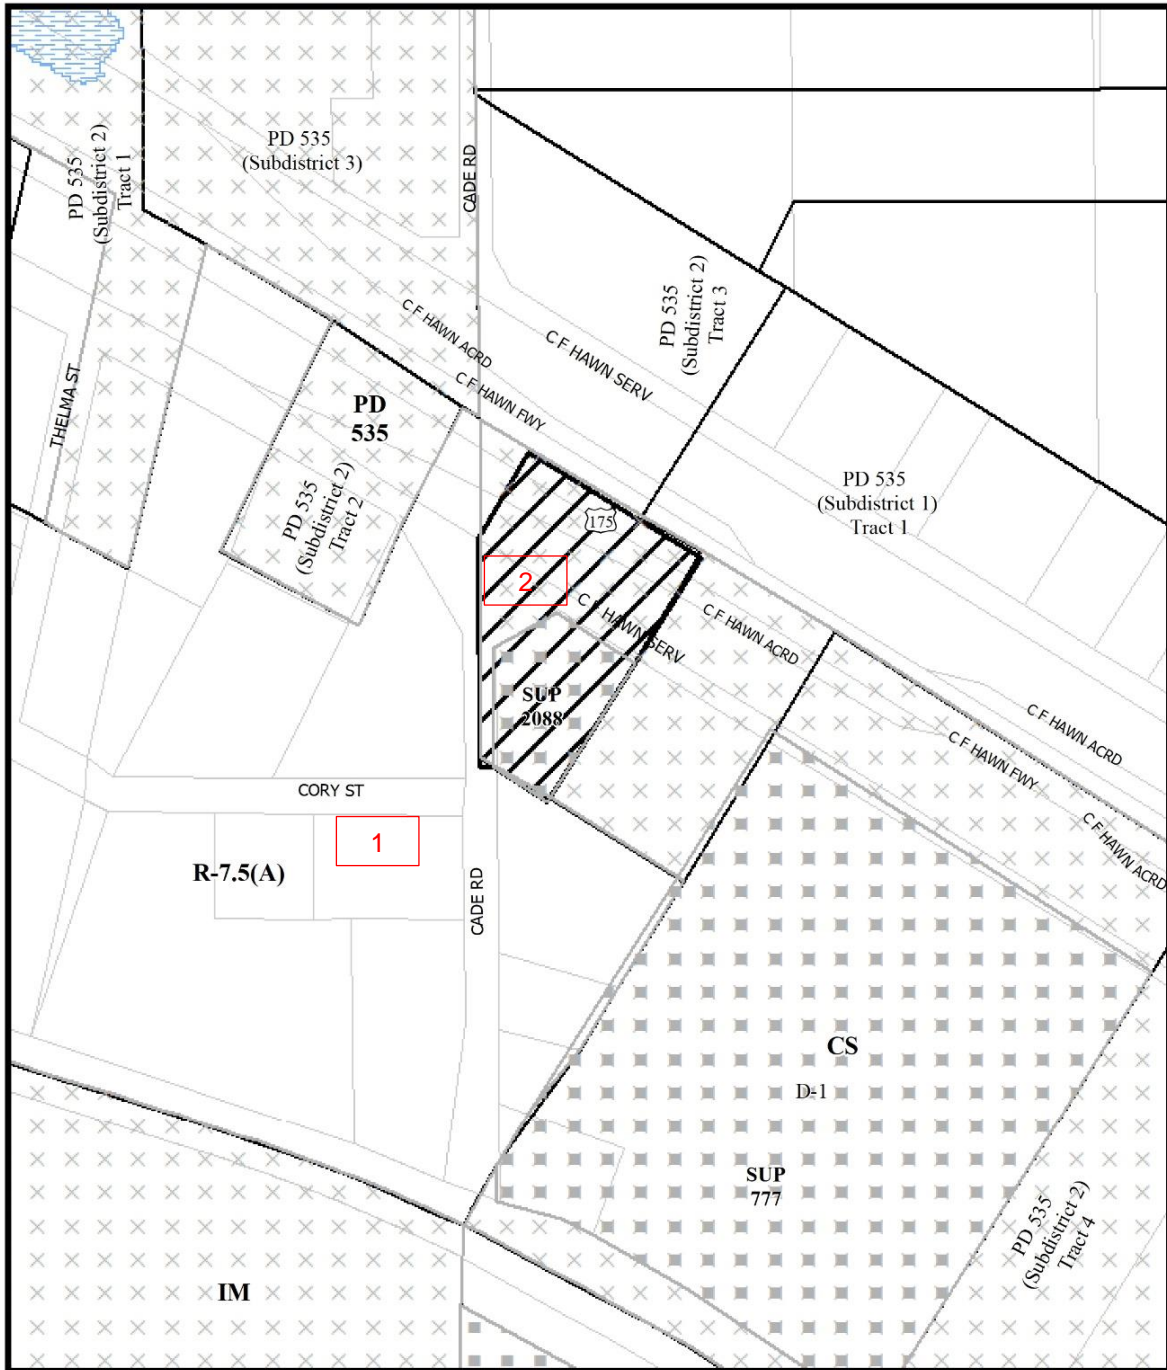 PD 535
(Subdistrict 3)
PD 535
(Subdistrict 2)
Tract 1
CADE RD
PD 535
(Subdistrict 2)
Tract 3
C F HAWN ACRD
C F HAWN SERV
C F HAWN FWY
THELMA ST
PD
535
PD 535
(Subdistrict 2)
Tract 2
PD 535
(Subdistrict 1)
Tract 1
175
2
C F HAWN SERV
C F HAWN ACRD
SUP
2088
C F HAWN ACRD
C F HAWN FWY
C F HAWN ACRD
CORY ST
1
R-7.5(A)
CADE RD
CS
D-1
SUP
777
PD 535
(Subdistrict 2)
Tract 4
IM